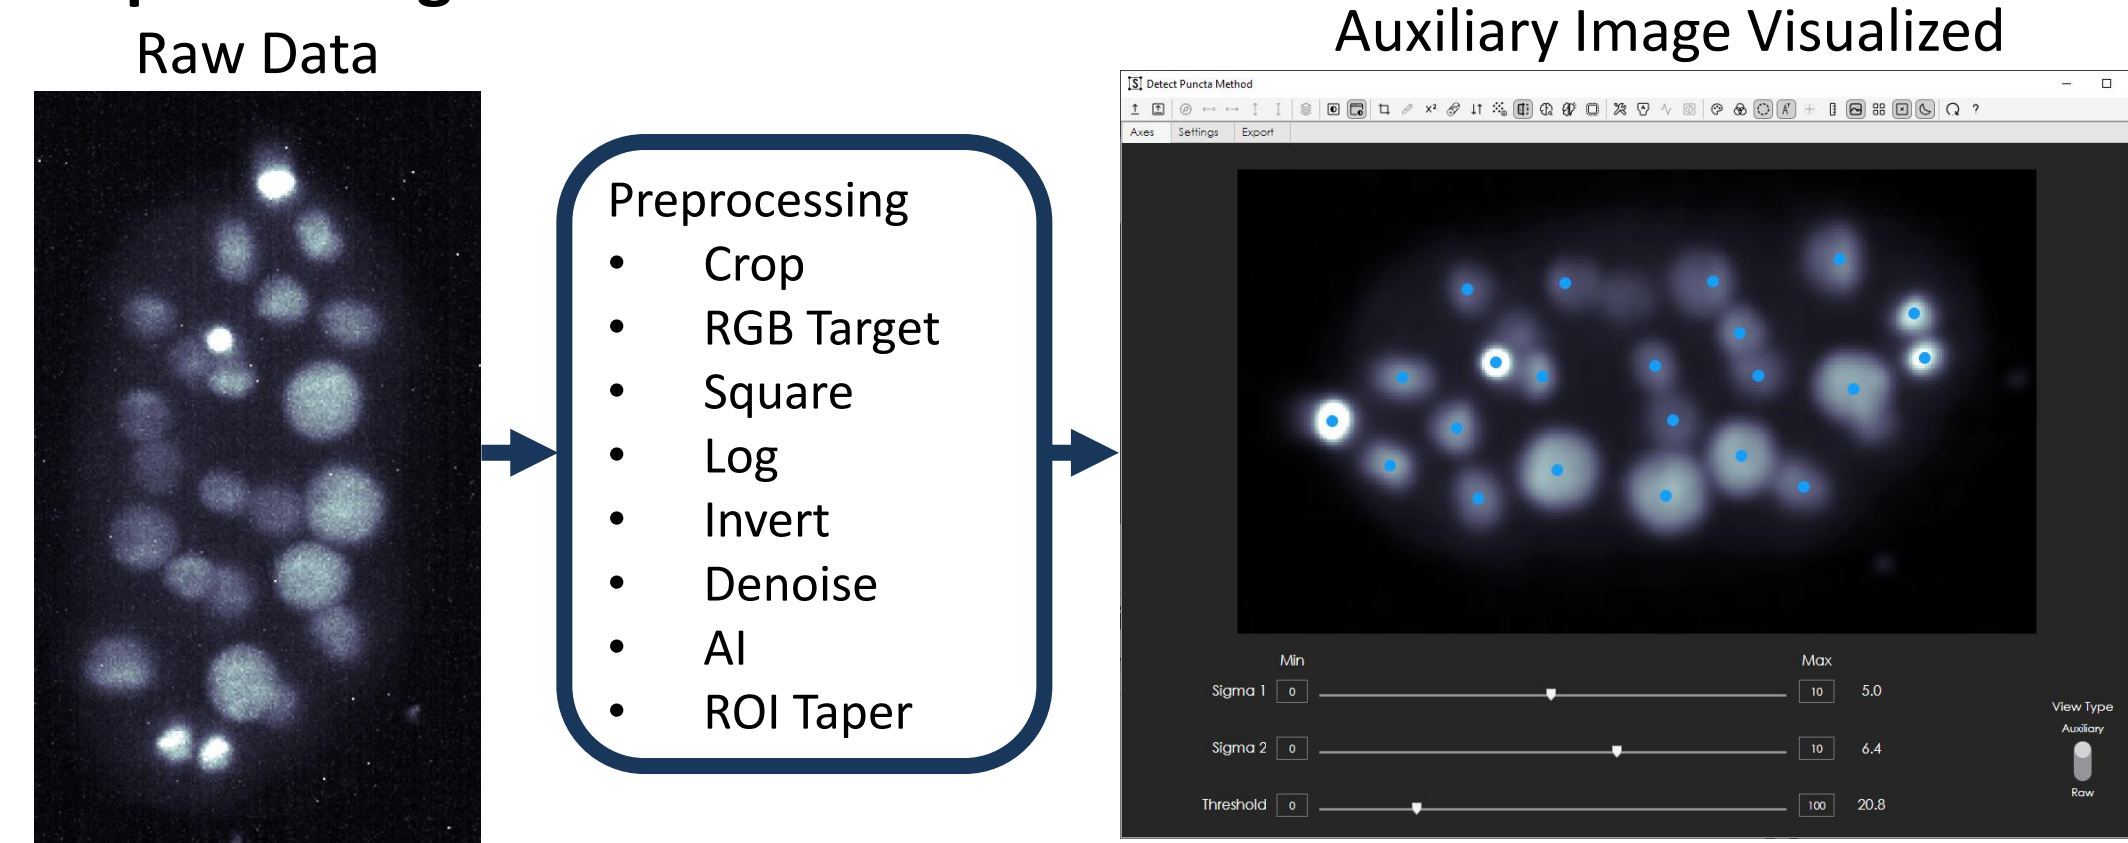 Raw Data
Auxiliary Image Visualized
Preprocessing
• Crop
• RGB Target
• Square
• Log
• Invert
• Denoise
• AI
• ROI Taper
[S] Detect Puncta Method
Axes Settings Export
Min Max
Sigma 1 0 10 5.0
Sigma 2 0 10 6.4
Threshold 0 100 20.8
View Type
Auxiliary
Raw